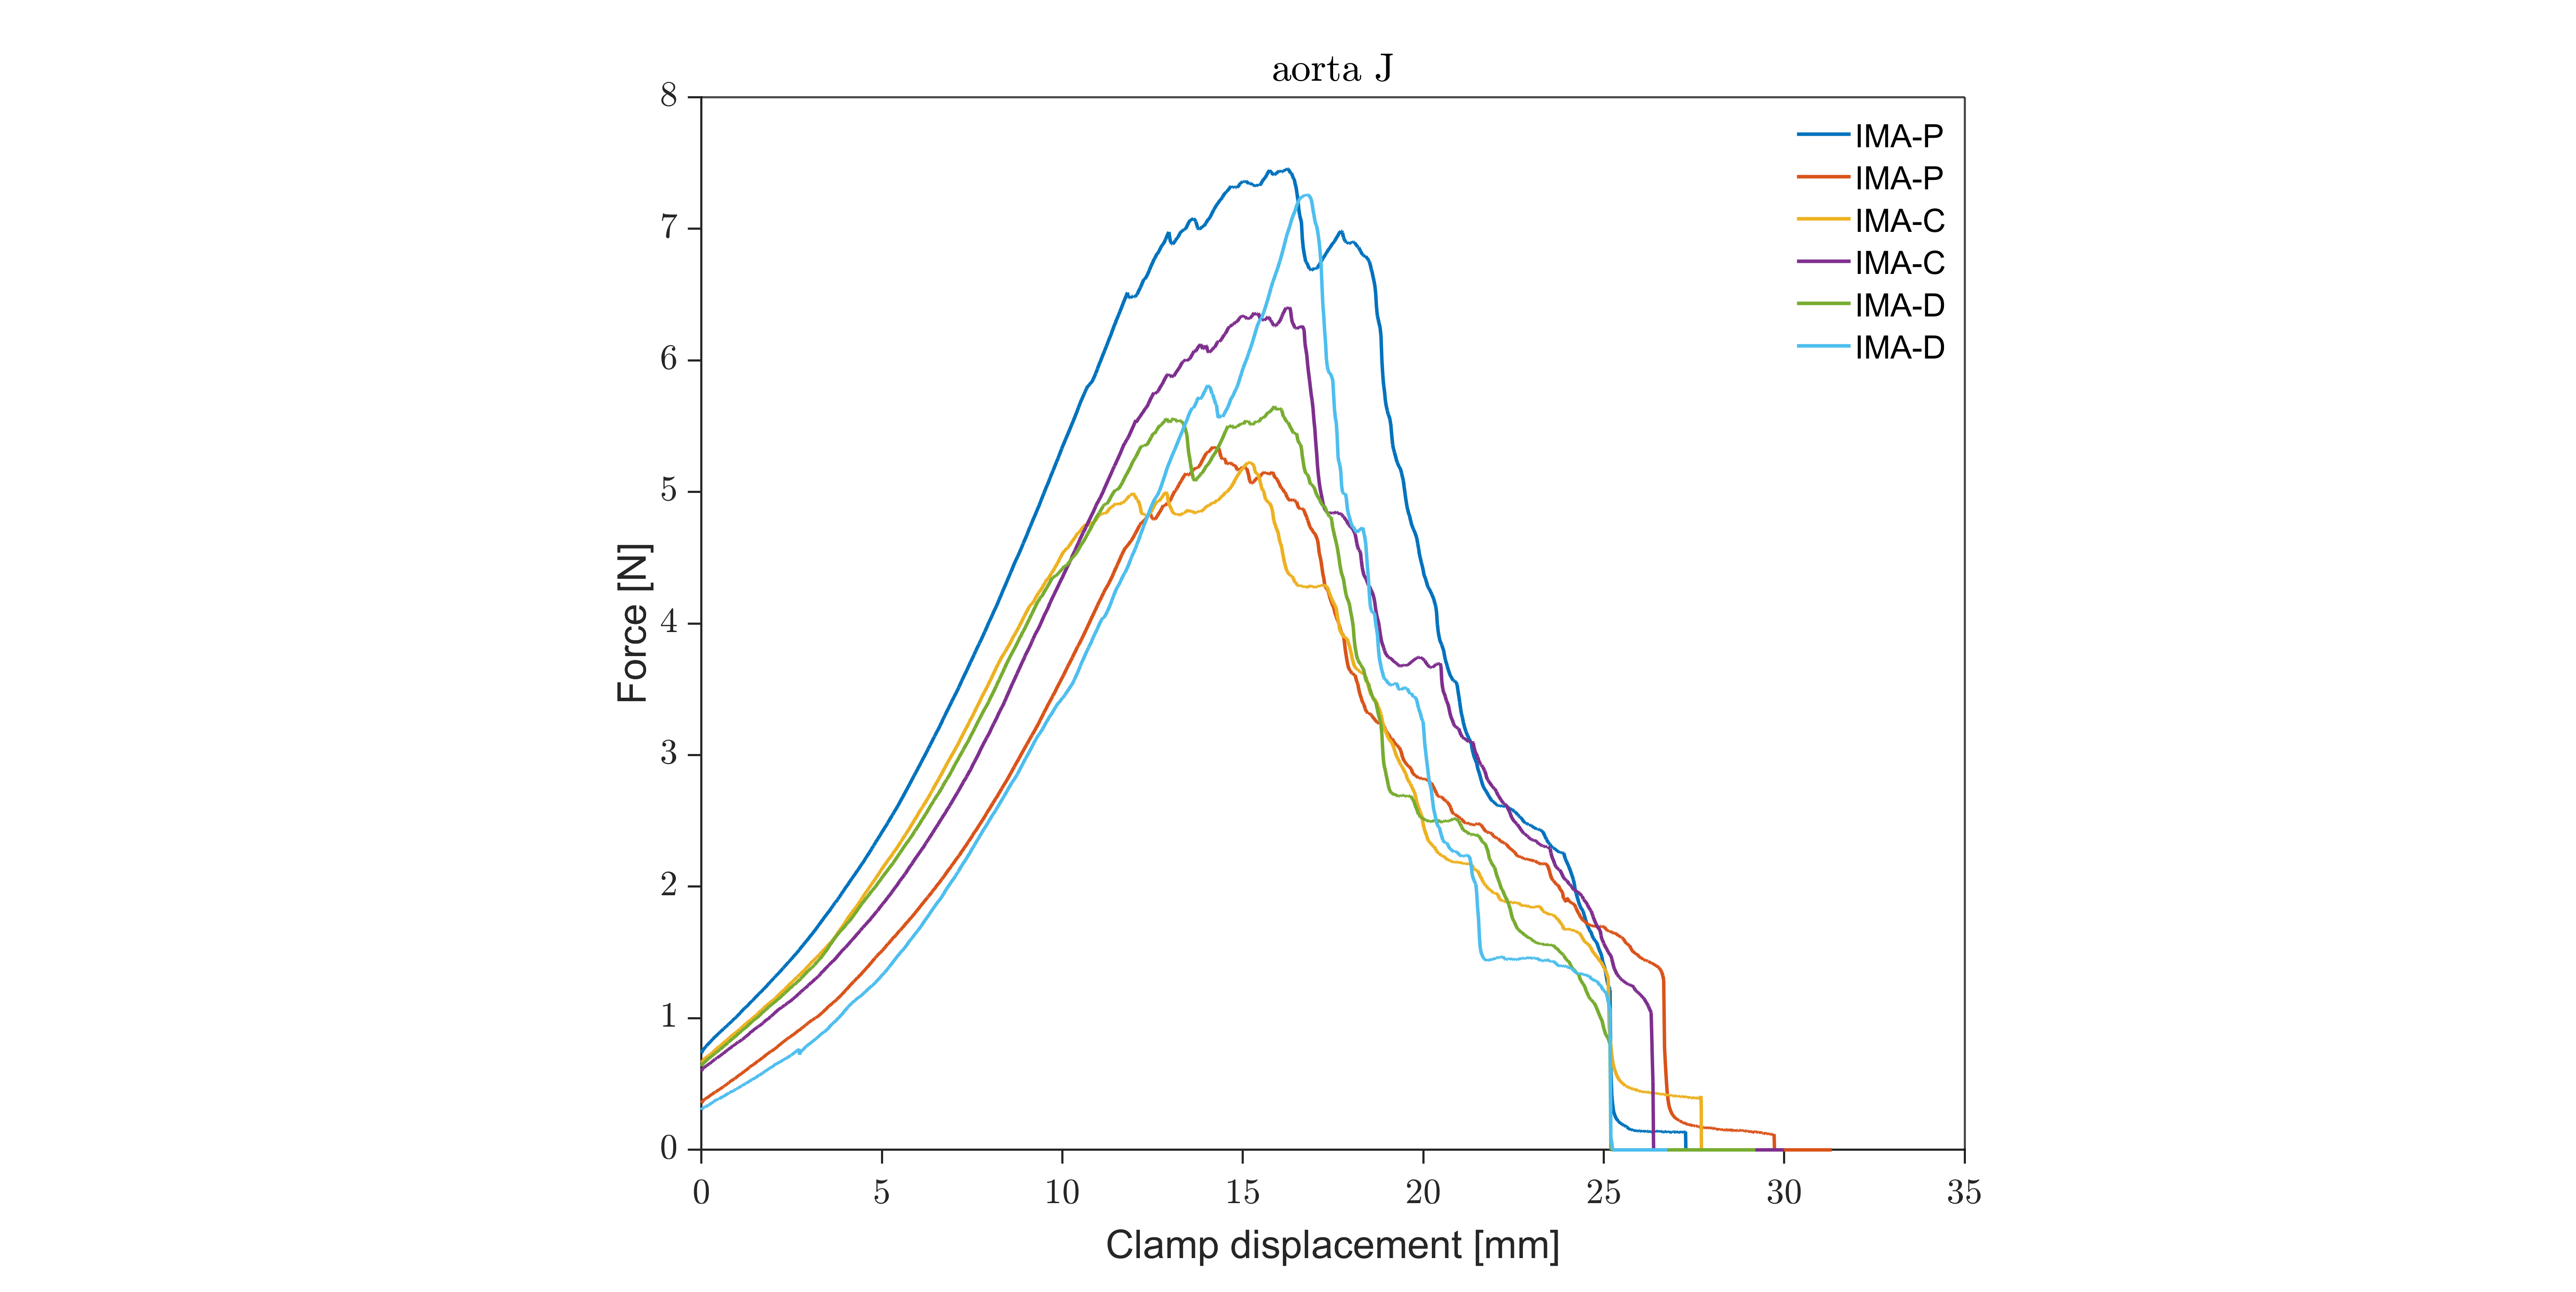 aorta J
8
7
6
5
4
3
2
1
0
Force [N]
IMA-P
IMA-P
IMA-C
IMA-C
IMA-D
IMA-D
0 5 10 15 20 25 30 35
Clamp displacement [mm]